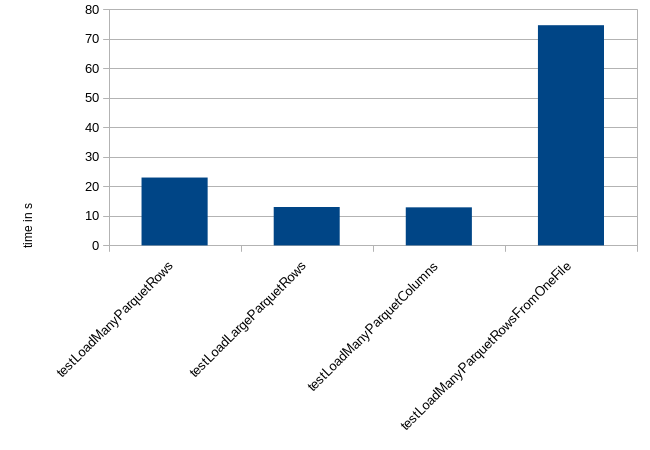 80
70
60
50
40
30
20
10
0
time in s
testLoadManyParquetRows
testLoadLargeParquetRows
testLoadManyParquetColumns
testLoadManyParquetRowsFromOneFile